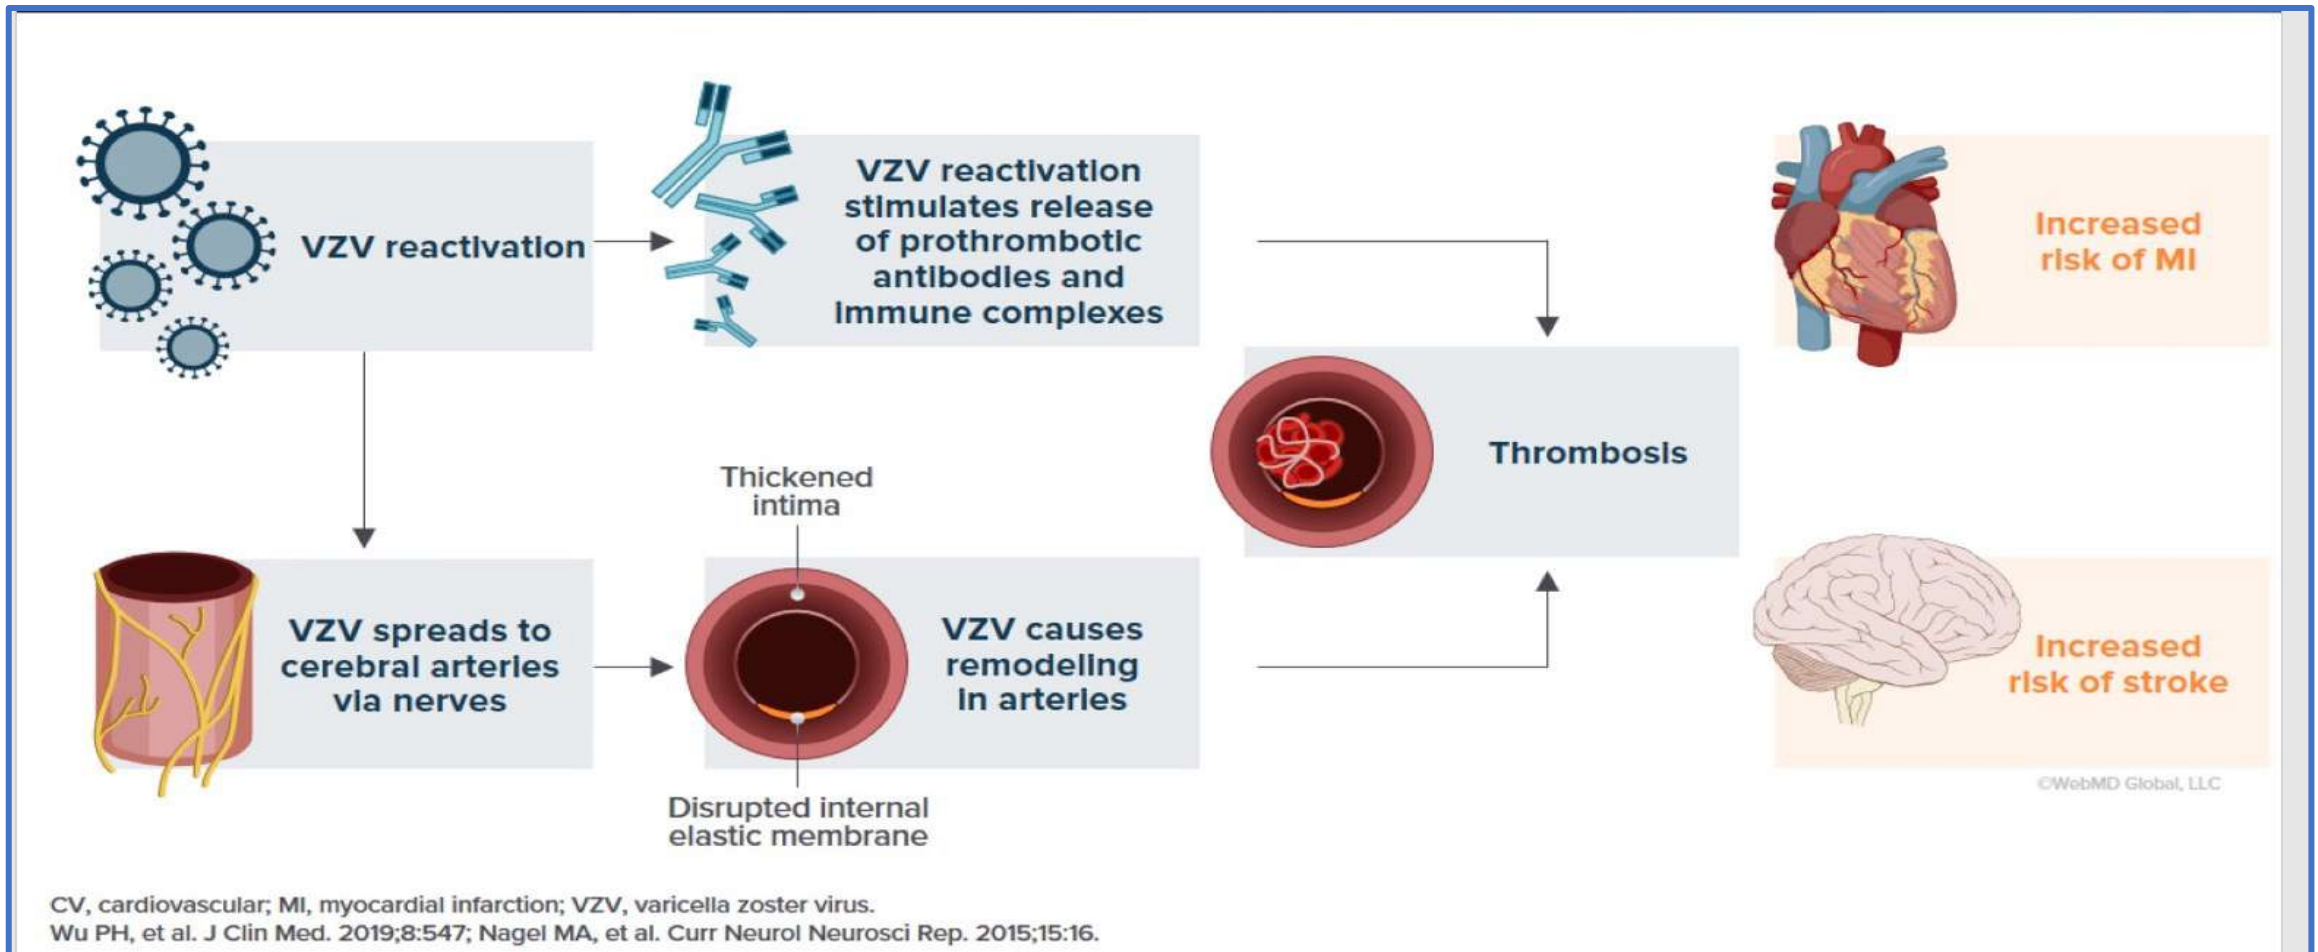 VZV reactivation
VZV reactivation
stimulates release
of prothrombotic
antibodies and
immune complexes
Increased
risk of MI
Thrombosis
VZV spreads to
cerebral arteries
via nerves
Thickened
intima
Disrupted internal
elastic membrane
VZV causes
remodeling
in arteries
Increased
risk of stroke
©WebMD Global, LLC
CV, cardiovascular; MI, myocardial infarction; VZV, varicella zoster virus.
Wu PH, et al. J Clin Med. 2019;8:547; Nagel MA, et al. Curr Neurol Neurosci Rep. 2015;15:16.